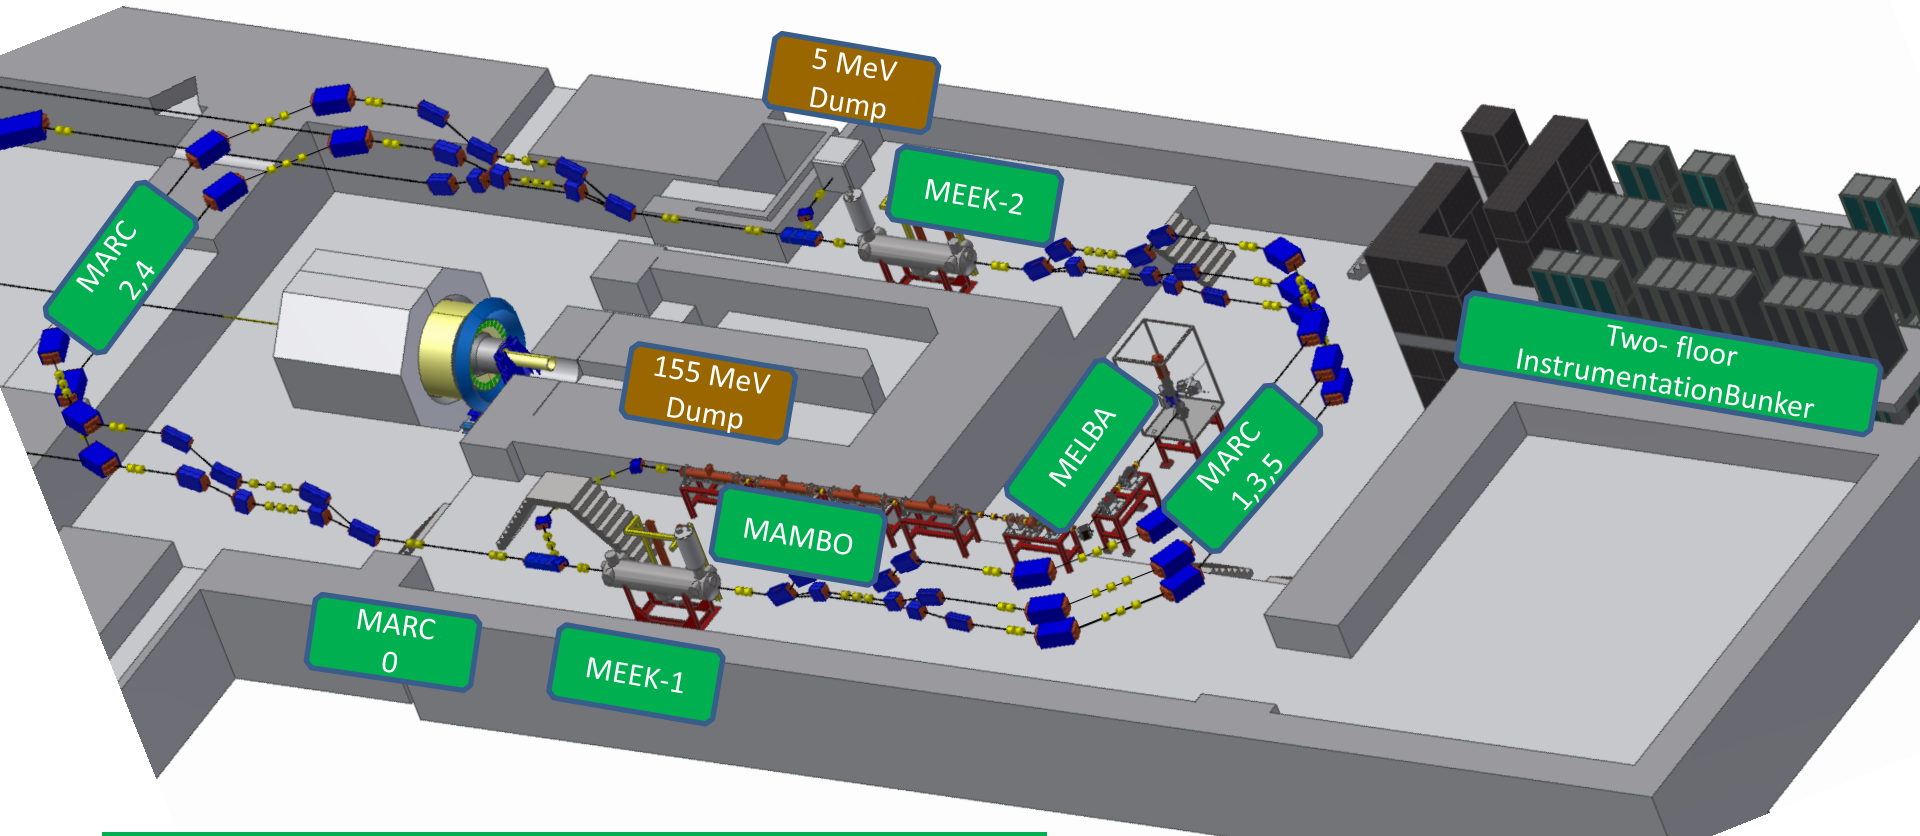 5 MeV
Dump
MEEK-2
MARC
2,4
Two- floor
InstrumentationBunker
155 MeV
Dump
MELBA
MARC
1,3,5
MAMBO
MARC
0
MEEK-1